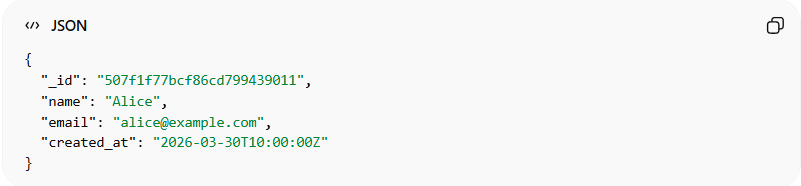 JSON
{
"_id": "507f1f77bcf86cd799439011",
"name": "Alice",
"email": "alice@example.com",
"created_at": "2026-03-30T10:00:00Z"
}